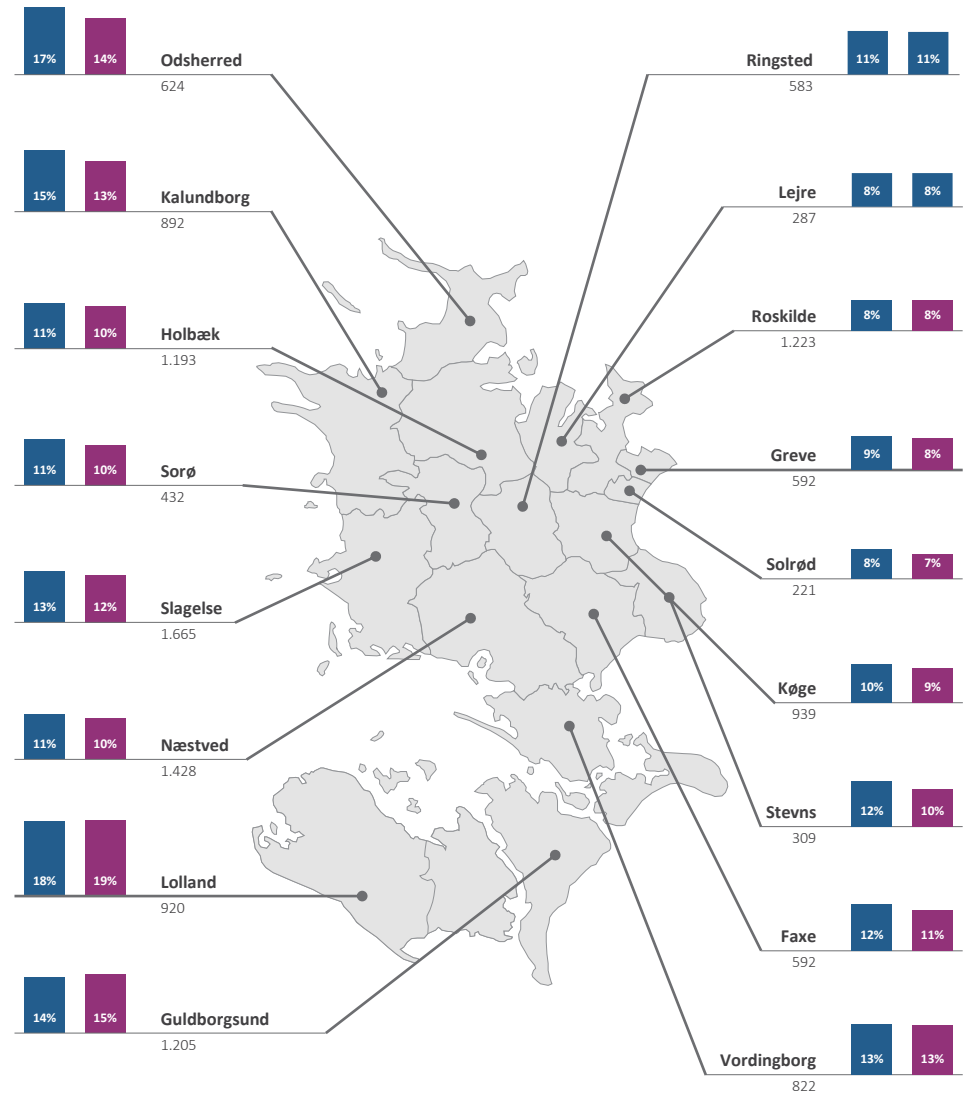 17% 14% Odsherred
624
15% 13% Kalundborg
892
11% 10% Holbæk
1.193
11% 10% Sorø
432
13% 12% Slagelse
1.665
11% 10% Næstved
1.428
18% 19% Lolland
920
14% 15% Guldborgsund
1.205
Ringsted 11% 11%
583
Lejre 8% 8%
287
Roskilde 8% 8%
1.223
Greve 9% 8%
592
Solrød 8% 7%
221
Køge 10% 9%
939
Stevns 12% 10%
309
Faxe 12% 11%
592
Vordingborg 13% 13%
822